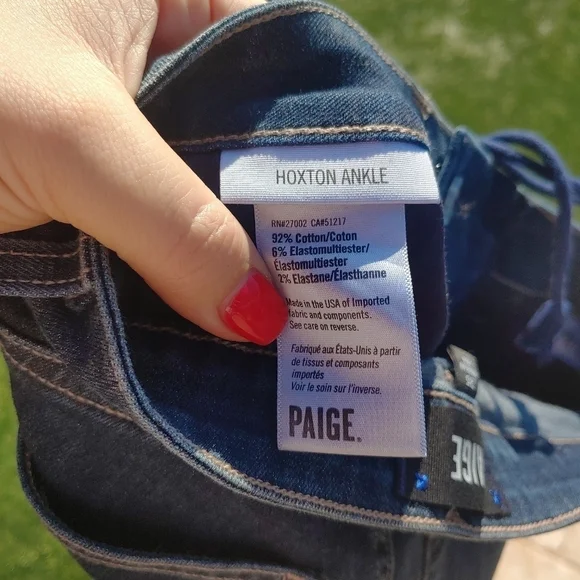 HOXTON ANKLE
RN#27002 CA#51217
92% Cotton/Coton
6% Elastomultiester/
Élastomultiester
2% Elastane/Élasthanne
Made in the USA of Imported
fabric and components.
See care on reverse.
Fabriqué aux États-Unis à partir
de tissus et composants
importés
Voir le soin sur l'inverse.
PAIGE.